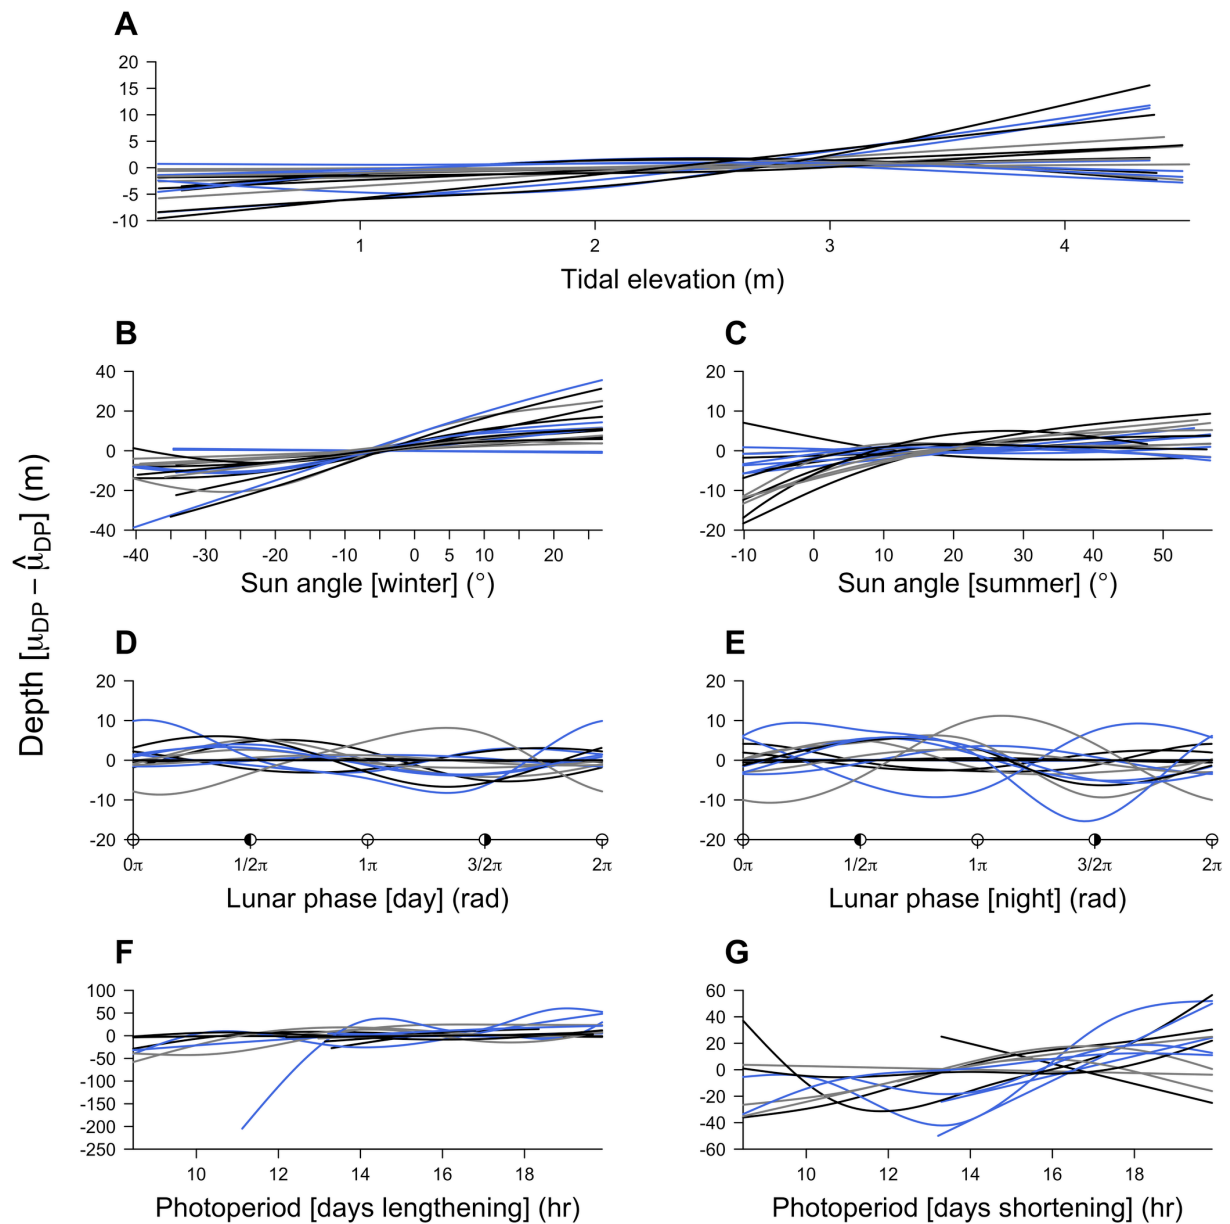 A
20
15
10
5
0
-5
-10
1 2 3 4
Tidal elevation (m)
Depth [μDP – μ̂DP] (m)
B
40
20
0
-20
-40
-40 -30 -20 -10 0 5 10 20
Sun angle [winter] (°)
C
20
10
0
-10
-20
-10 0 10 20 30 40 50
Sun angle [summer] (°)
D
20
10
0
-10
-20
0π 1/2π 1π 3/2π 2π
Lunar phase [day] (rad)
E
20
10
0
-10
-20
0π 1/2π 1π 3/2π 2π
Lunar phase [night] (rad)
F
100
50
0
-50
-100
-150
-200
-250
10 12 14 16 18
Photoperiod [days lengthening] (hr)
G
60
40
20
0
-20
-40
-60
10 12 14 16 18
Photoperiod [days shortening] (hr)